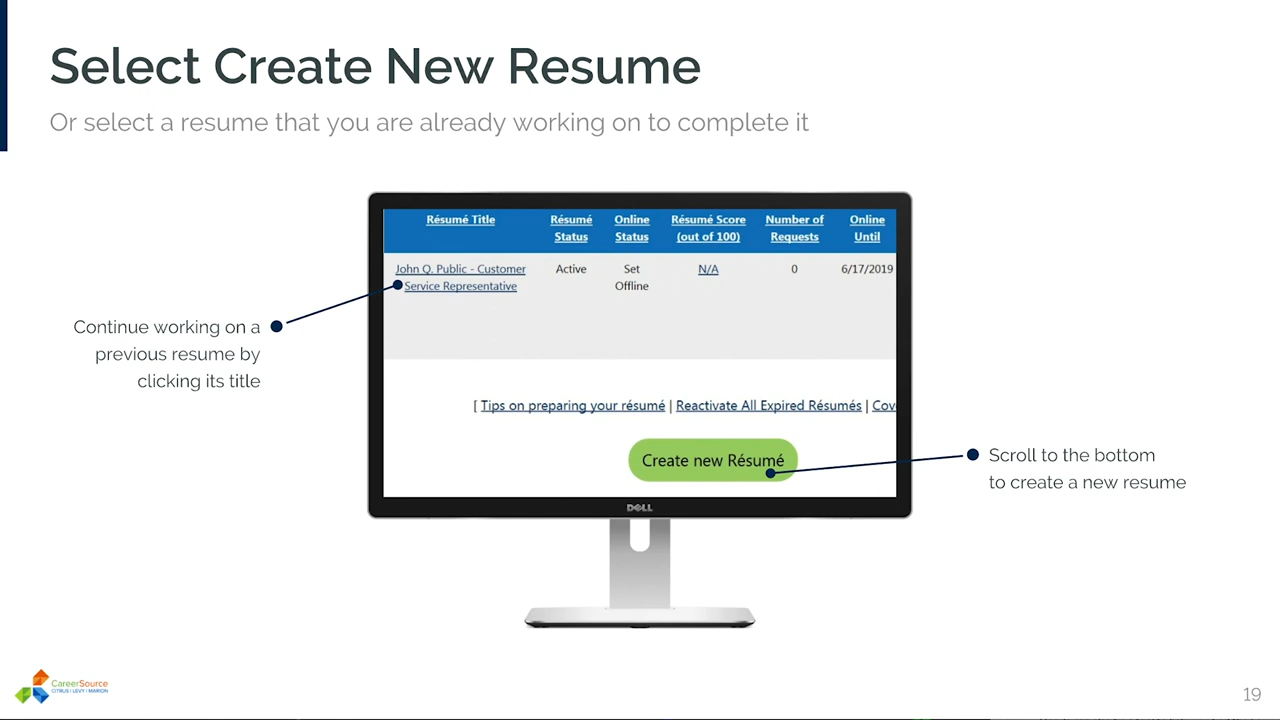 Select Create New Resume
Or select a resume that you are already working on to complete it
Résumé Title
Résumé Status
Online Status
Résumé Score (out of 100)
Number of Requests
Online Until
John Q. Public - Customer
Service Representative
Active
Set
Offline
N/A
0
6/17/2019
Continue working on a
previous resume by
clicking its title
[ Tips on preparing your résumé | Reactivate All Expired Résumés | Cov
Create new Résumé
Scroll to the bottom
to create a new resume
DELL
CareerSource
CITRUS | LEVY | MARION
19